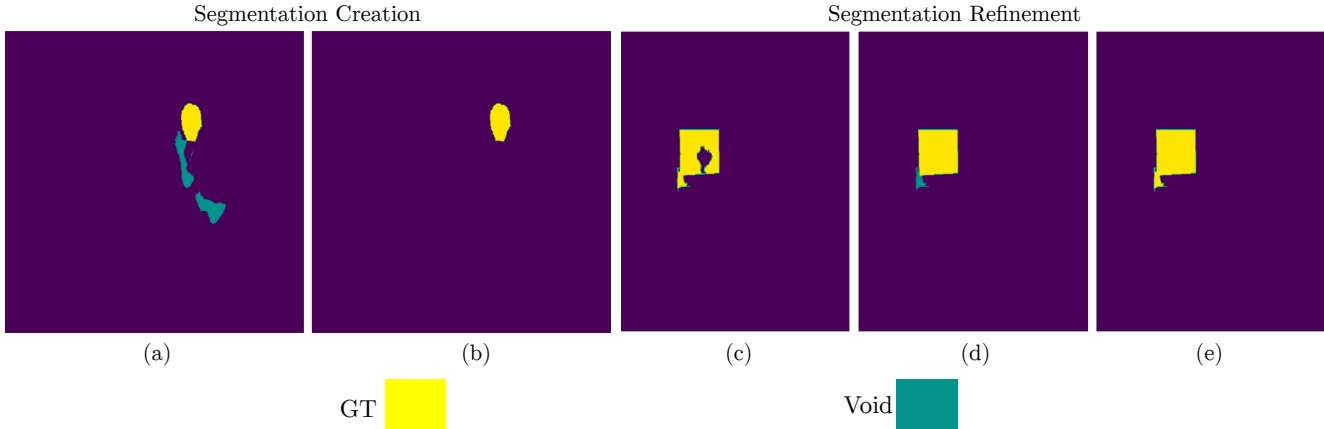 Segmentation Creation
Segmentation Refinement
(a)
(b)
(c)
(d)
(e)
GT
Void